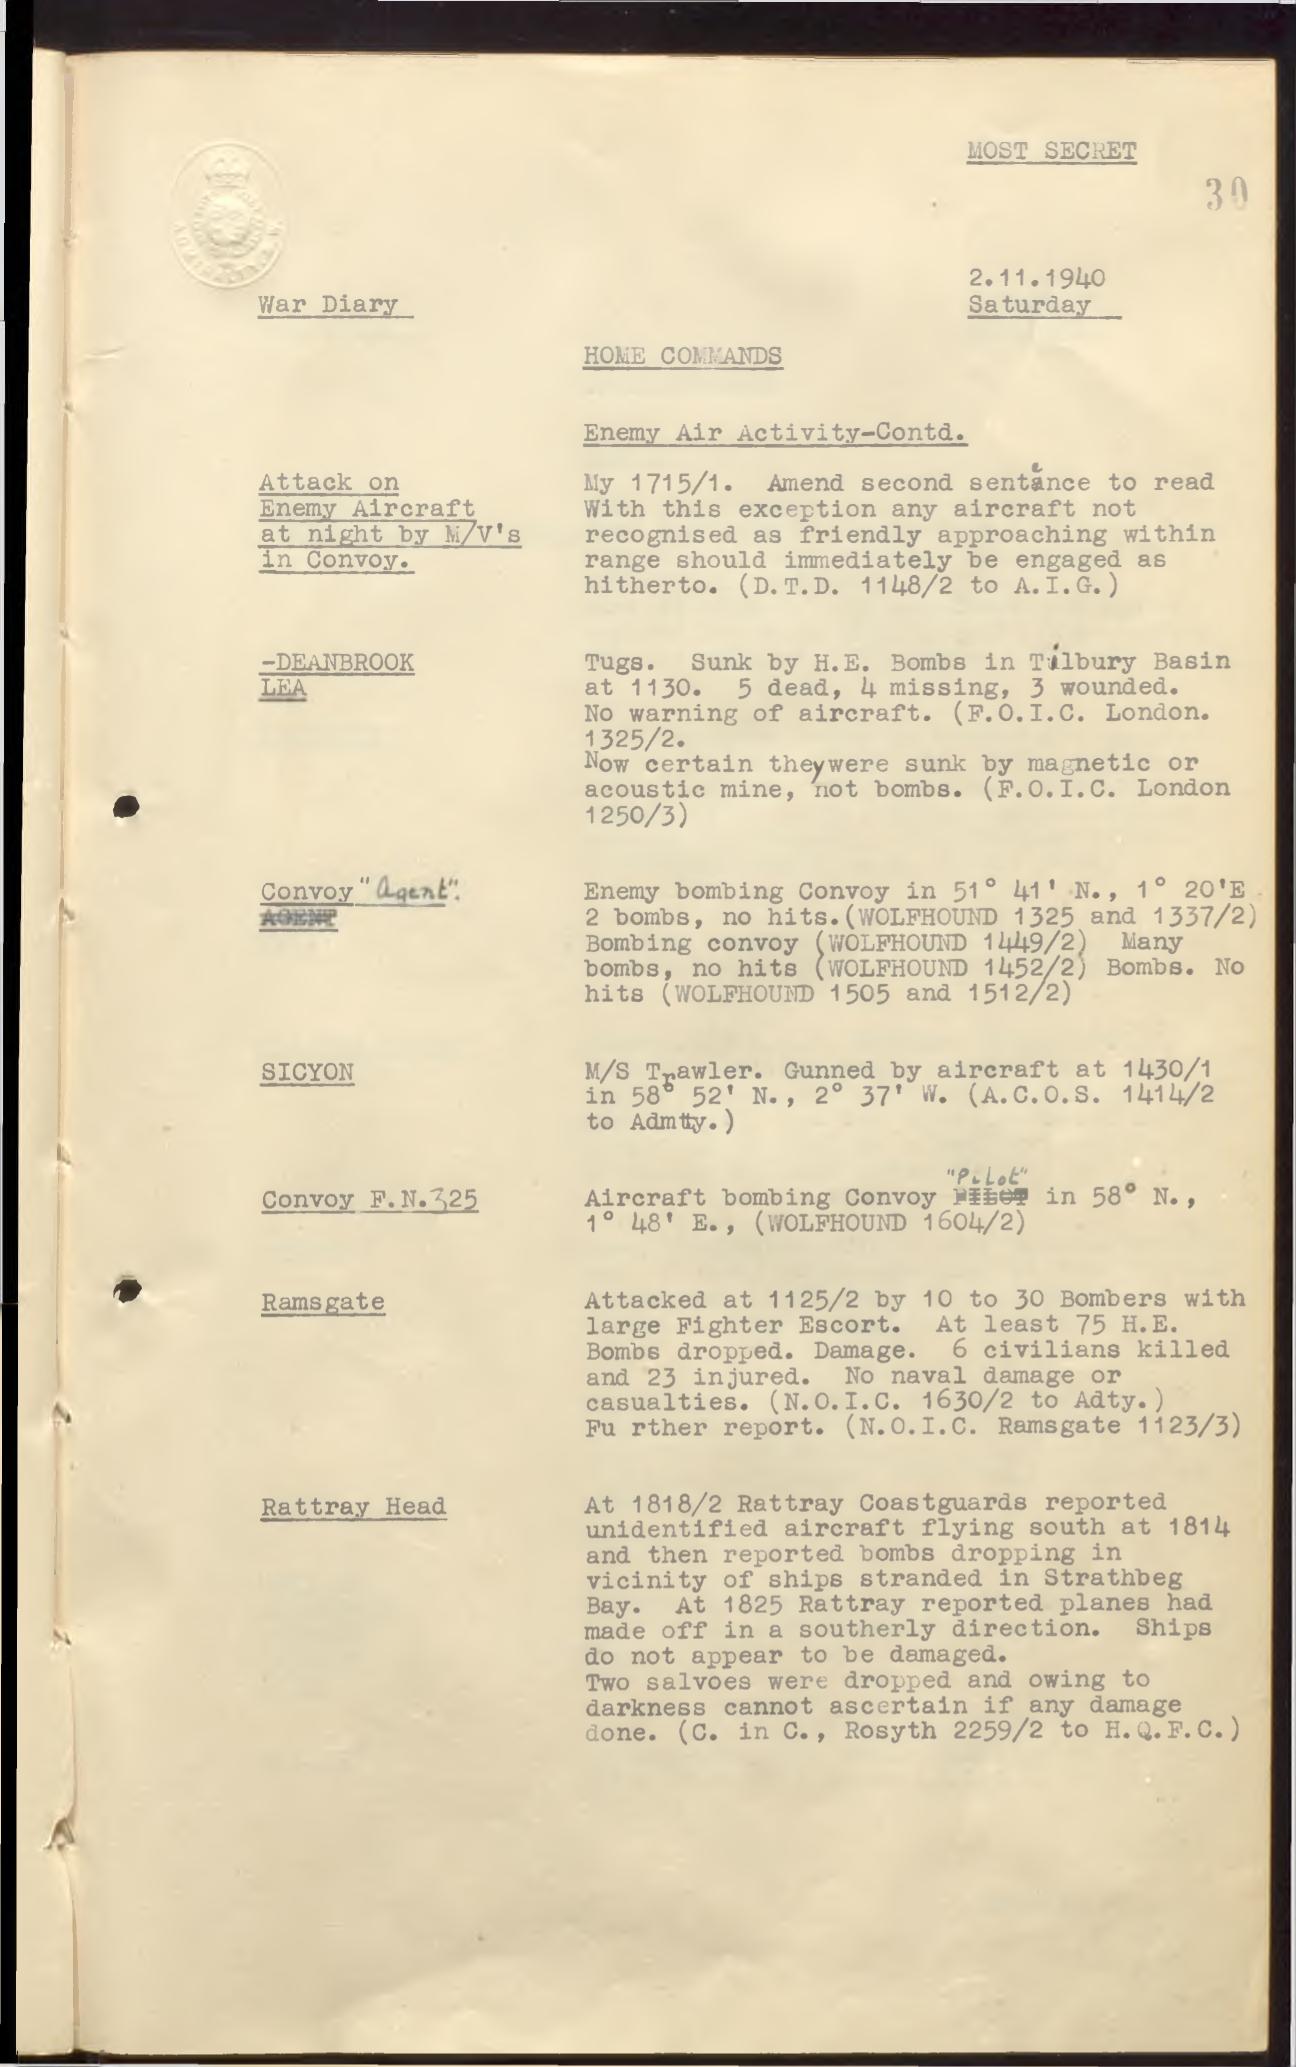 MOST SECRET
30
2.11.1940
War Diary
Saturday
HOME COMMANDS
Enemy Air Activity-Contd.
Attack on
Enemy Aircraft
at night by M/V's
in Convoy.
My 1715/1. Amend second sentence to read
With this exception any aircraft not
recognised as friendly approaching within
range should immediately be engaged as
hitherto. (D.T.D. 1148/2 to A.I.G.)
-DEANBROOK
LEA
Tugs. Sunk by H.E. Bombs in Tilbury Basin
at 1130. 5 dead, 4 missing, 3 wounded.
No warning of aircraft. (F.O.I.C. London.
1325/2.
Now certain they were sunk by magnetic or
acoustic mine, not bombs. (F.O.I.C. London
1250/3)
Convoy "Agent".
AGENT
Enemy bombing Convoy in 51° 41' N., 1° 20'E
2 bombs, no hits.(WOLFHOUND 1325 and 1337/2)
Bombing convoy (WOLFHOUND 1449/2) Many
bombs, no hits (WOLFHOUND 1452/2) Bombs. No
hits (WOLFHOUND 1505 and 1512/2)
SICYON
M/S Trawler. Gunned by aircraft at 1430/1
in 58° 52' N., 2° 37' W. (A.C.O.S. 1414/2
to Admtty.)
Convoy F.N.325
"Pilot"
Aircraft bombing Convoy PILOT in 58° N.,
1° 48' E., (WOLFHOUND 1604/2)
Ramsgate
Attacked at 1125/2 by 10 to 30 Bombers with
large Fighter Escort. At least 75 H.E.
Bombs dropped. Damage. 6 civilians killed
and 23 injured. No naval damage or
casualties. (N.O.I.C. 1630/2 to Adty.)
Fu rther report. (N.O.I.C. Ramsgate 1123/3)
Rattray Head
At 1818/2 Rattray Coastguards reported
unidentified aircraft flying south at 1814
and then reported bombs dropping in
vicinity of ships stranded in Strathbeg
Bay. At 1825 Rattray reported planes had
made off in a southerly direction. Ships
do not appear to be damaged.
Two salvoes were dropped and owing to
darkness cannot ascertain if any damage
done. (C. in C., Rosyth 2259/2 to H.Q.F.C.)